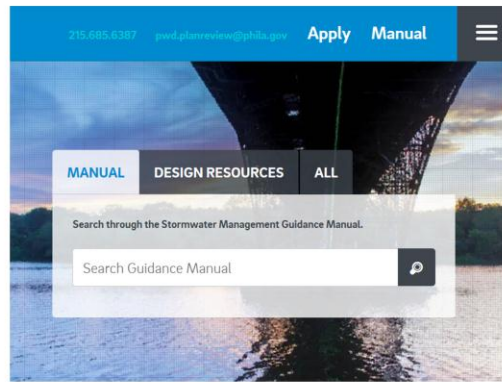 215.685.6387 pwd.planreview@phila.gov Apply Manual
MANUAL DESIGN RESOURCES ALL
Search through the Stormwater Management Guidance Manual.
Search Guidance Manual